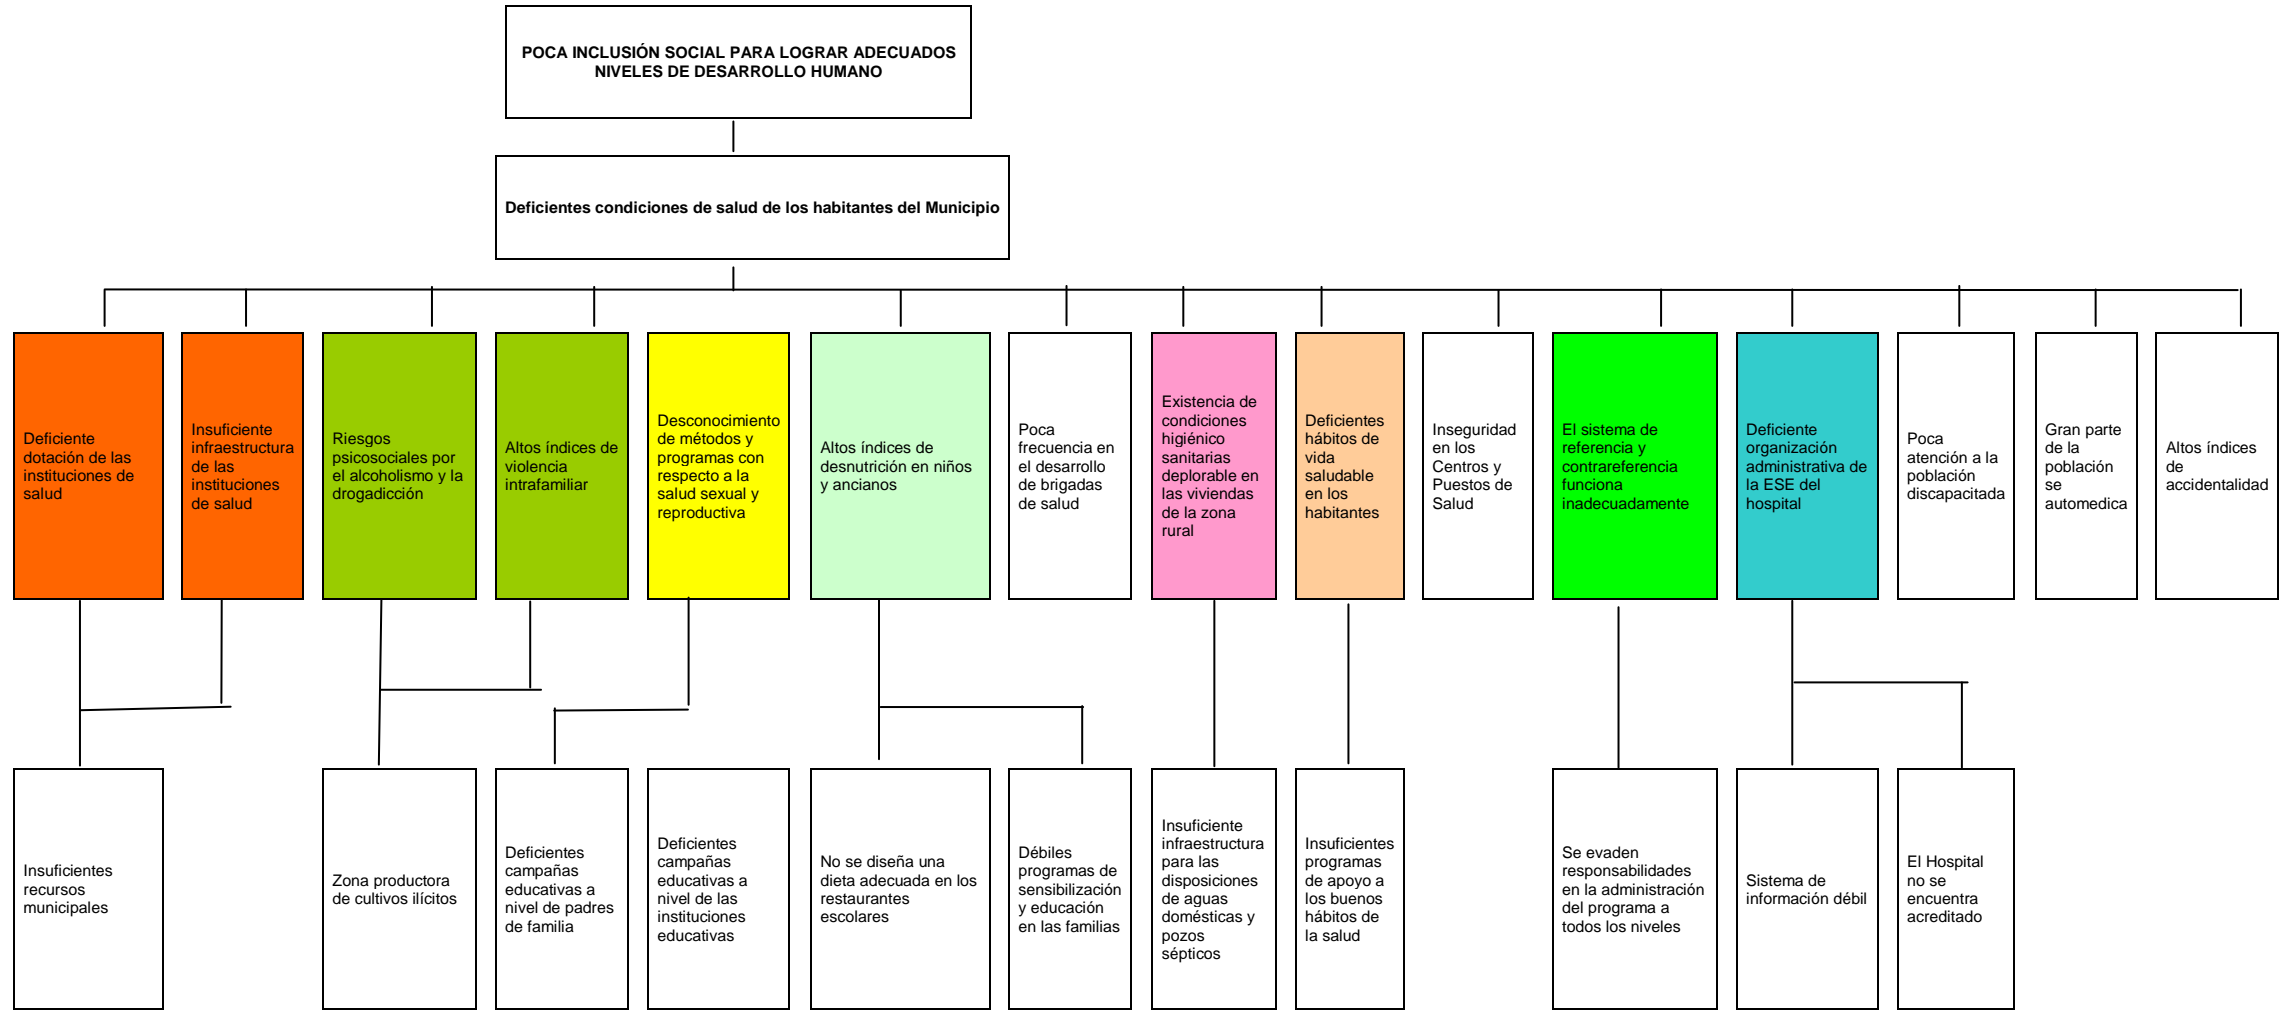 POCA INCLUSIÓN SOCIAL PARA LOGRAR ADECUADOS
NIVELES DE DESARROLLO HUMANO
Deficientes condiciones de salud de los habitantes del Municipio
Deficiente
dotación de las
instituciones de
salud
Insuficiente
infraestructura
de las
instituciones
de salud
Riesgos
psicosociales por
el alcoholismo y la
drogadicción
Altos índices de
violencia
intrafamiliar
Desconocimiento
de métodos y
programas con
respecto a la
salud sexual y
reproductiva
Altos índices de
desnutrición en niños
y ancianos
Poca
frecuencia en
el desarrollo
de brigadas
de salud
Existencia de
condiciones
higiénico
sanitarias
deplorable en
las viviendas
de la zona
rural
Deficientes
hábitos de
vida
saludable
en los
habitantes
Inseguridad
en los
Centros y
Puestos de
Salud
El sistema de
referencia y
contrareferencia
funciona
inadecuadamente
Deficiente
organización
administrativa de
la ESE del
hospital
Poca
atención a la
población
discapacitada
Gran parte
de la
población
se
automedica
Altos índices
de
accidentalidad
Insuficientes
recursos
municipales
Zona productora
de cultivos ilícitos
Deficientes
campañas
educativas a
nivel de padres
de familia
Deficientes
campañas
educativas a
nivel de las
instituciones
educativas
No se diseña una
dieta adecuada en los
restaurantes
escolares
Débiles
programas de
sensibilización
y educación
en las familias
Insuficiente
infraestructura
para las
disposiciones
de aguas
domésticas y
pozos
sépticos
Insuficientes
programas
de apoyo a
los buenos
hábitos de
la salud
Se evaden
responsabilidades
en la administración
del programa a
todos los niveles
Sistema de
información débil
El Hospital
no se
encuentra
acreditado